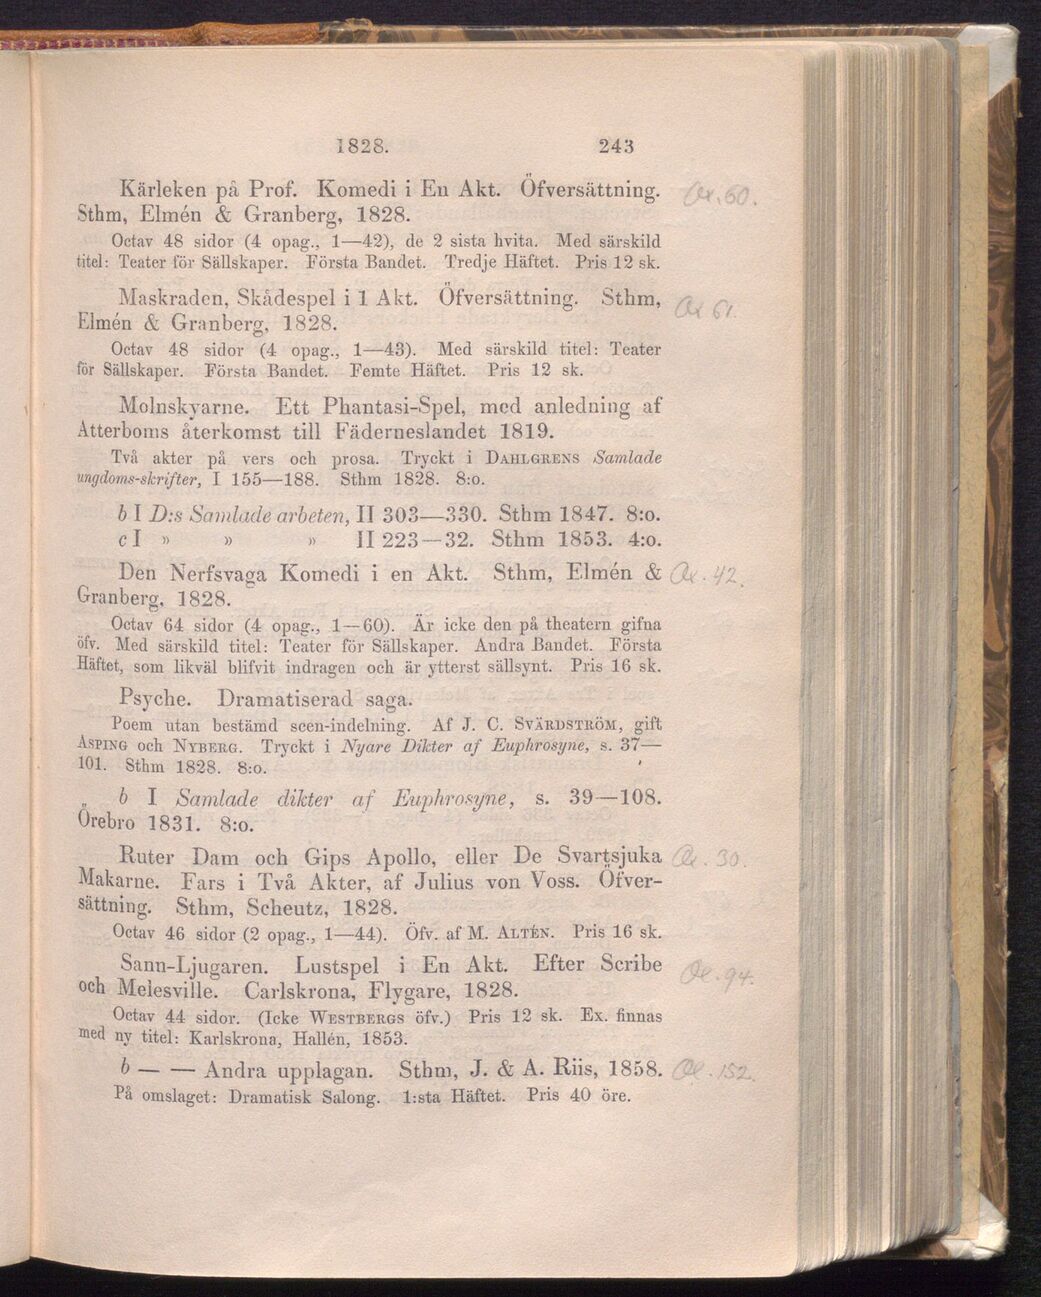 1828. 243
Kärleken på Prof. Komedi i En Akt. Öfversättning.
Sthm, Elmén & Granberg, 1828.
Octav 48 sidor (4 opag., 1—42), de 2 sista hvita. Med särskild
titel: Teater för Sällskaper. Första Bandet. Tredje Häftet. Pris 12 sk.
Maskraden, Skådespel i 1 Akt. Öfversättning. Sthm,
Elmén & Granberg, 1828.
Octav 48 sidor (4 opag., 1—43). Med särskild titel: Teater
för Sällskaper. Första Bandet. Femte Häftet. Pris 12 sk.
Molnskyarne. Ett Phantasi-Spel, med anledning af
Atterboms återkomst till Fäderneslandet 1819.
Två akter på vers och prosa. Tryckt i DAHLGRENS Samlade
ungdoms-skrifter, I 155—188. Sthm 1828. 8:o.
b I D:s Samlade arbeten, II 303—330. Sthm 1847. 8:o.
c I » » » II 223—32. Sthm 1853. 4:o.
Den Nerfsvaga Komedi i en Akt. Sthm, Elmén & 42.
Granberg, 1828.
Octav 64 sidor (4 opag., 1—60). Är icke den på theatern gifna
öfv. Med särskild titel: Teater för Sällskaper. Andra Bandet. Första
Häftet, som likväl blifvit indragen och är ytterst sällsynt. Pris 16 sk.
Psyche. Dramatiserad saga.
Poem utan bestämd scen-indelning. Af J. C. SVÄRDSTRÖM, gift
ASPING och NYBERG. Tryckt i Nyare Dikter af Euphrosyne, s. 37—
101. Sthm 1828. 8:o.
b I Samlade dikter af Euphrosyne, s. 39—108.
Örebro 1831. 8:o.
Ruter Dam och Gips Apollo, eller De Svartsjuka 30.
Makarne. Fars i Två Akter, af Julius von Voss. Öfver-
sättning. Sthm, Scheutz, 1828.
Octav 46 sidor (2 opag., 1—44). Öfv. af M. ALTÉN. Pris 16 sk.
Sann-Ljugaren. Lustspel i En Akt. Efter Scribe 94.
och Melesville. Carlskrona, Flygare, 1828.
Octav 44 sidor. (Icke WESTBERGS öfv.) Pris 12 sk. Ex. finnas
med ny titel: Karlskrona, Hallén, 1853.
b — — Andra upplagan. Sthm, J. & A. Riis, 1858. 152.
På omslaget: Dramatisk Salong. 1:sta Häftet. Pris 40 öre.